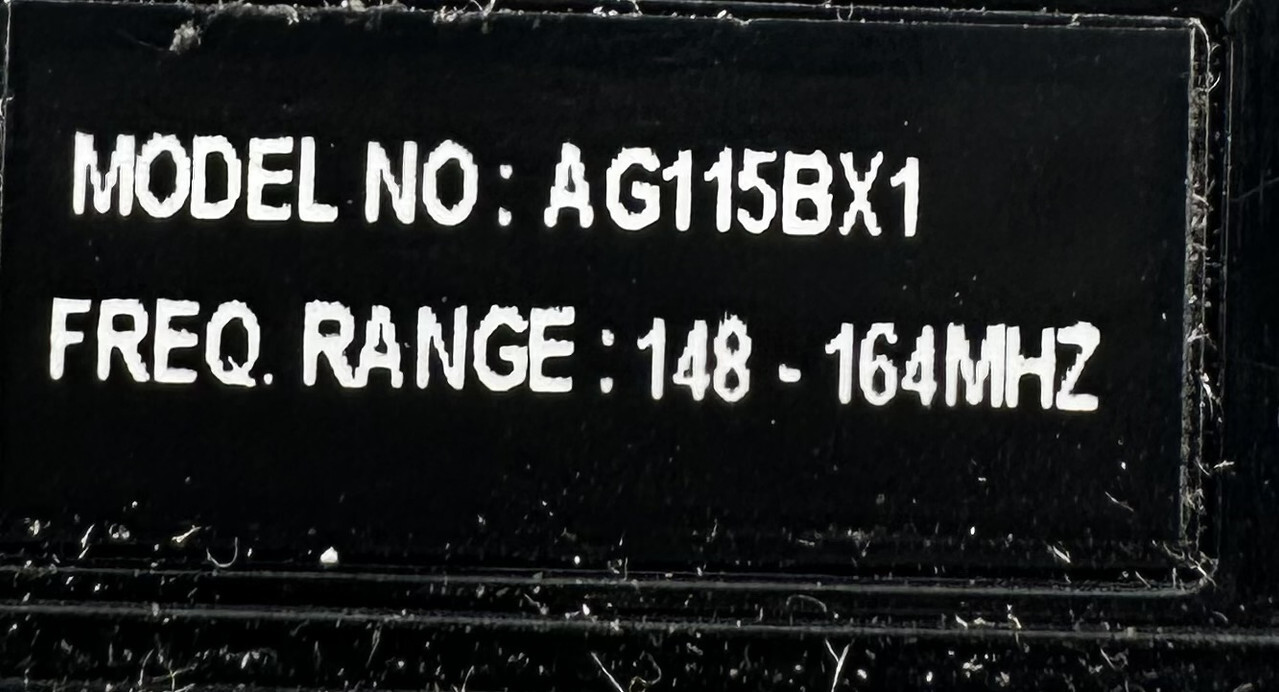 MODEL NO: AG115BX1
FREQ. RANGE : 148 - 164MHZ